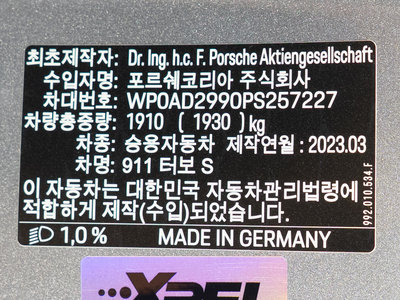 최초제작자: Dr. Ing. h.c. F. Porsche Aktiengesellschaft
수입자명: 포르쉐코리아 주식회사
차대번호: WP0AD2990PS257227
차량총중량: 1910 ( 1930) kg
차종: 승용자동차 제작연월: 2023.03
차명: 911 터보 S
이 자동차는 대한민국 자동차관리법령에
적합하게 제작(수입)되었습니다.
1,0% MADE IN GERMANY
992.010.534.F
XPEL